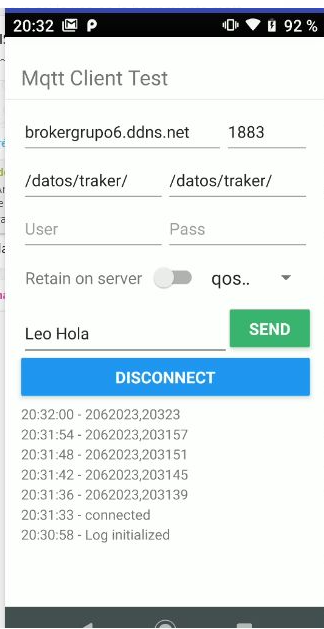 20:32 92 %
Mqtt Client Test
brokergrupo6.ddns.net 1883
/datos/traker/ /datos/traker/
User Pass
Retain on server qos..
Leo Hola SEND
DISCONNECT
20:32:00 - 2062023,20323
20:31:54 - 2062023,203157
20:31:48 - 2062023,203151
20:31:42 - 2062023,203145
20:31:36 - 2062023,203139
20:31:33 - connected
20:30:58 - Log initialized